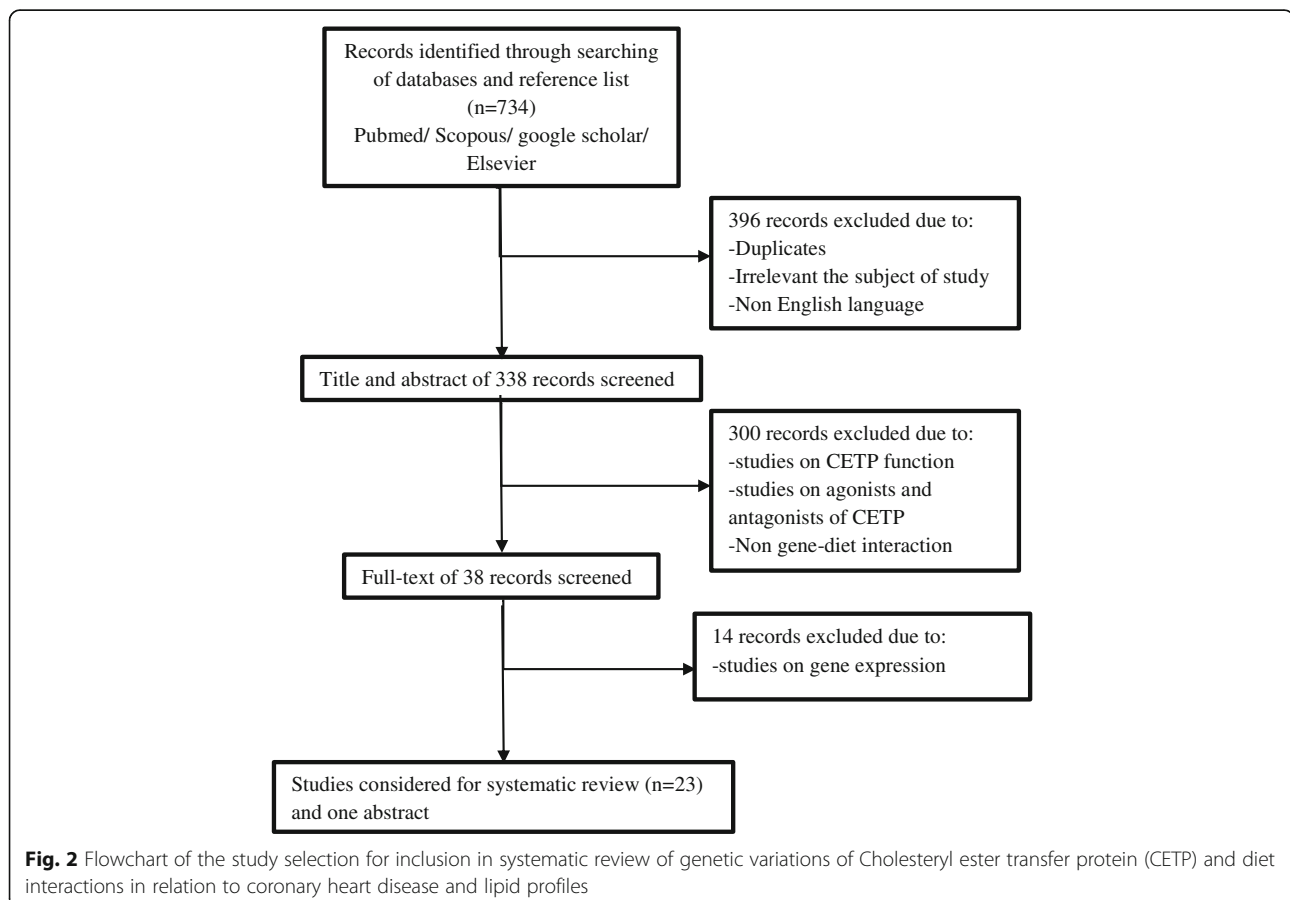 Records identified through searching
of databases and reference list
(n=734)
Pubmed/ Scopous/ google scholar/
Elsevier
396 records excluded due to:
-Duplicates
-Irrelevant the subject of study
-Non English language
Title and abstract of 338 records screened
300 records excluded due to:
-studies on CETP function
-studies on agonists and
antagonists of CETP
-Non gene-diet interaction
Full-text of 38 records screened
14 records excluded due to:
-studies on gene expression
Studies considered for systematic review (n=23)
and one abstract
Fig. 2 Flowchart of the study selection for inclusion in systematic review of genetic variations of Cholesteryl ester transfer protein (CETP) and diet
interactions in relation to coronary heart disease and lipid profiles